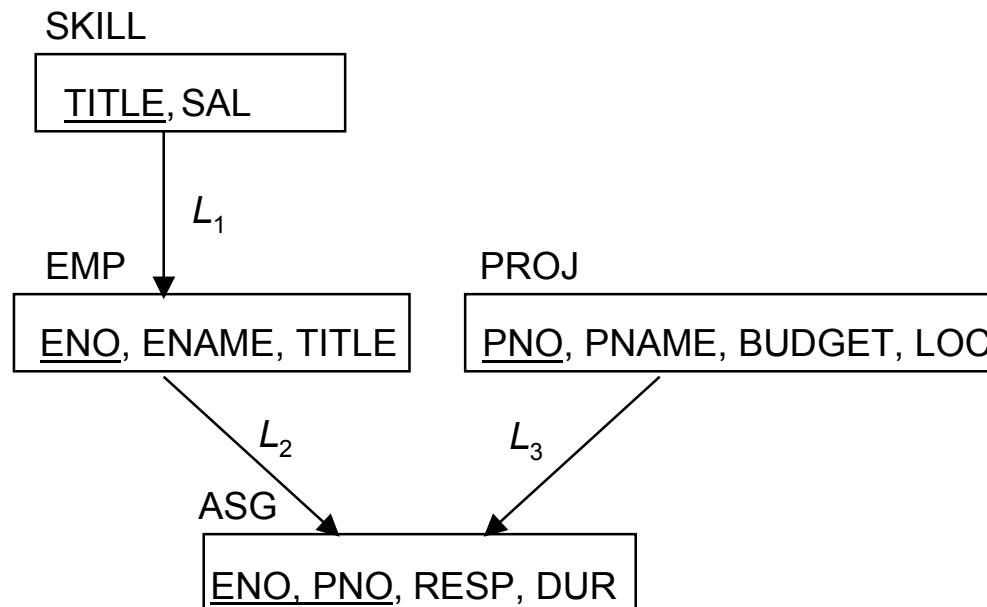 SKILL
TITLE, SAL
L1
EMP
PROJ
ENO, ENAME, TITLE
PNO, PNAME, BUDGET, LOC
L2
L3
ASG
ENO, PNO, RESP, DUR